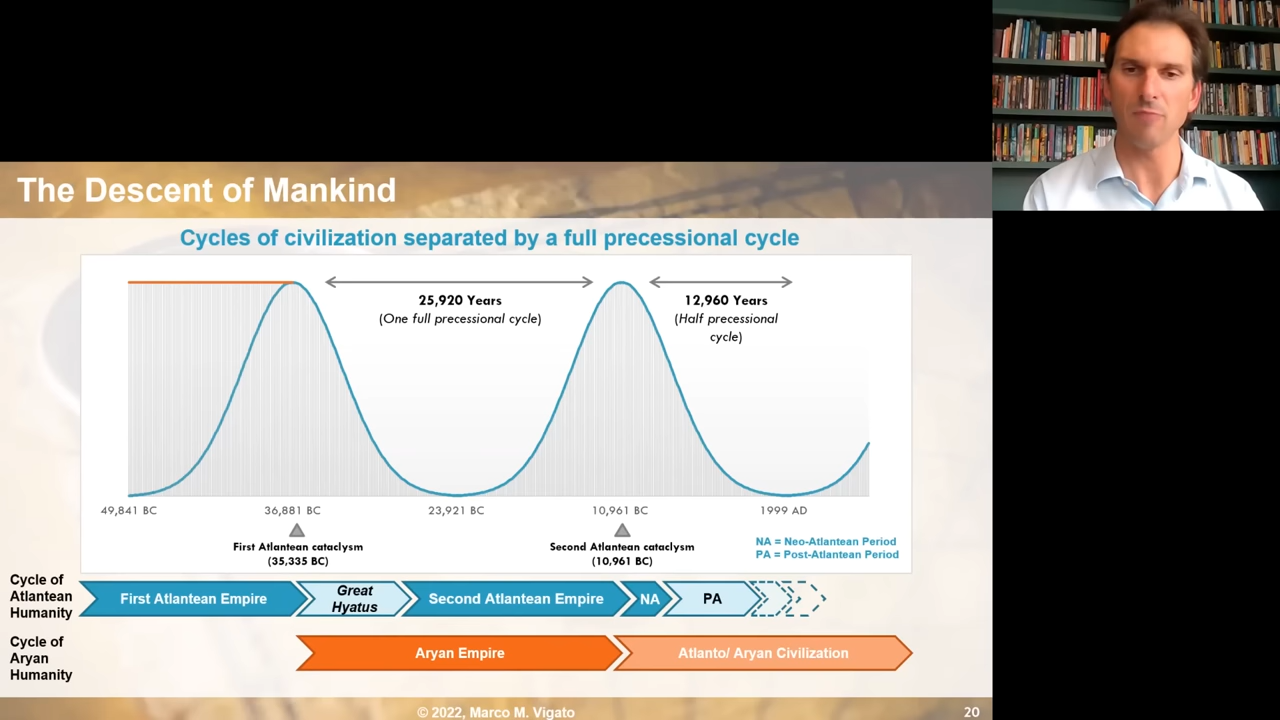 The Descent of Mankind
Cycles of civilization separated by a full precessional cycle
25,920 Years
(One full precessional cycle)
12,960 Years
(Half precessional
cycle)
49,841 BC
36,881 BC
23,921 BC
10,961 BC
1999 AD
First Atlantean cataclysm
(35,335 BC)
Second Atlantean cataclysm
(10,961 BC)
NA = Neo-Atlantean Period
PA = Post-Atlantean Period
Cycle of
Atlantean
Humanity
First Atlantean Empire
Great
Hyatus
Second Atlantean Empire
NA
PA
Cycle of
Aryan
Humanity
Aryan Empire
Atlanto/ Aryan Civilization
© 2022, Marco M. Vigato
20